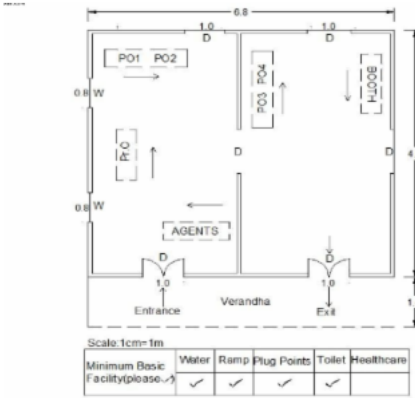 6.8
1.0
1.0
D
D
PO1 PO2
PO3 PO4
BOOTH
0.8
W
PrO
D
D
4
0.8
W
AGENTS
D
D
1.0
1.0
Entrance
Verandha
Exit
1.
Scale:1cm=1m
Minimum Basic
Facility(please ✓)
Water
Ramp
Plug Points
Toilet
Healthcare
✓
✓
✓
✓